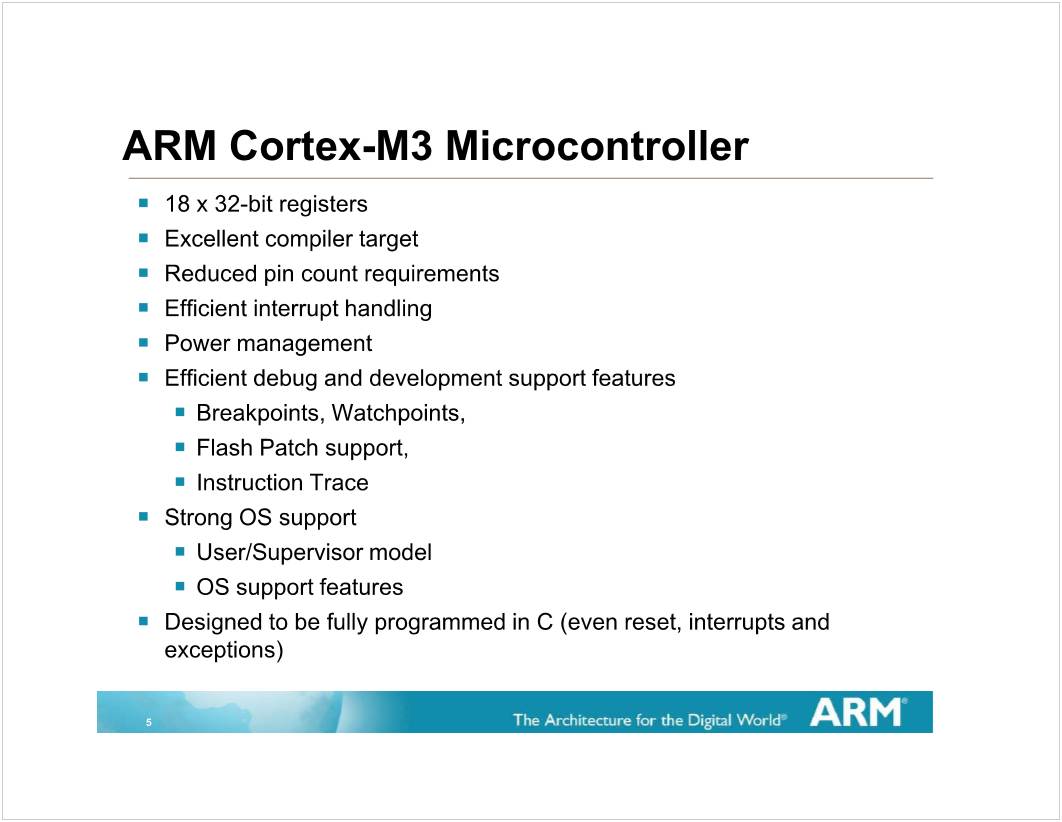 ARM Cortex-M3 Microcontroller
18 x 32-bit registers
Excellent compiler target
Reduced pin count requirements
Efficient interrupt handling
Power management
Efficient debug and development support features
Breakpoints, Watchpoints,
Flash Patch support,
Instruction Trace
Strong OS support
User/Supervisor model
OS support features
Designed to be fully programmed in C (even reset, interrupts and
exceptions)
5
The Architecture for the Digital World®
ARM®